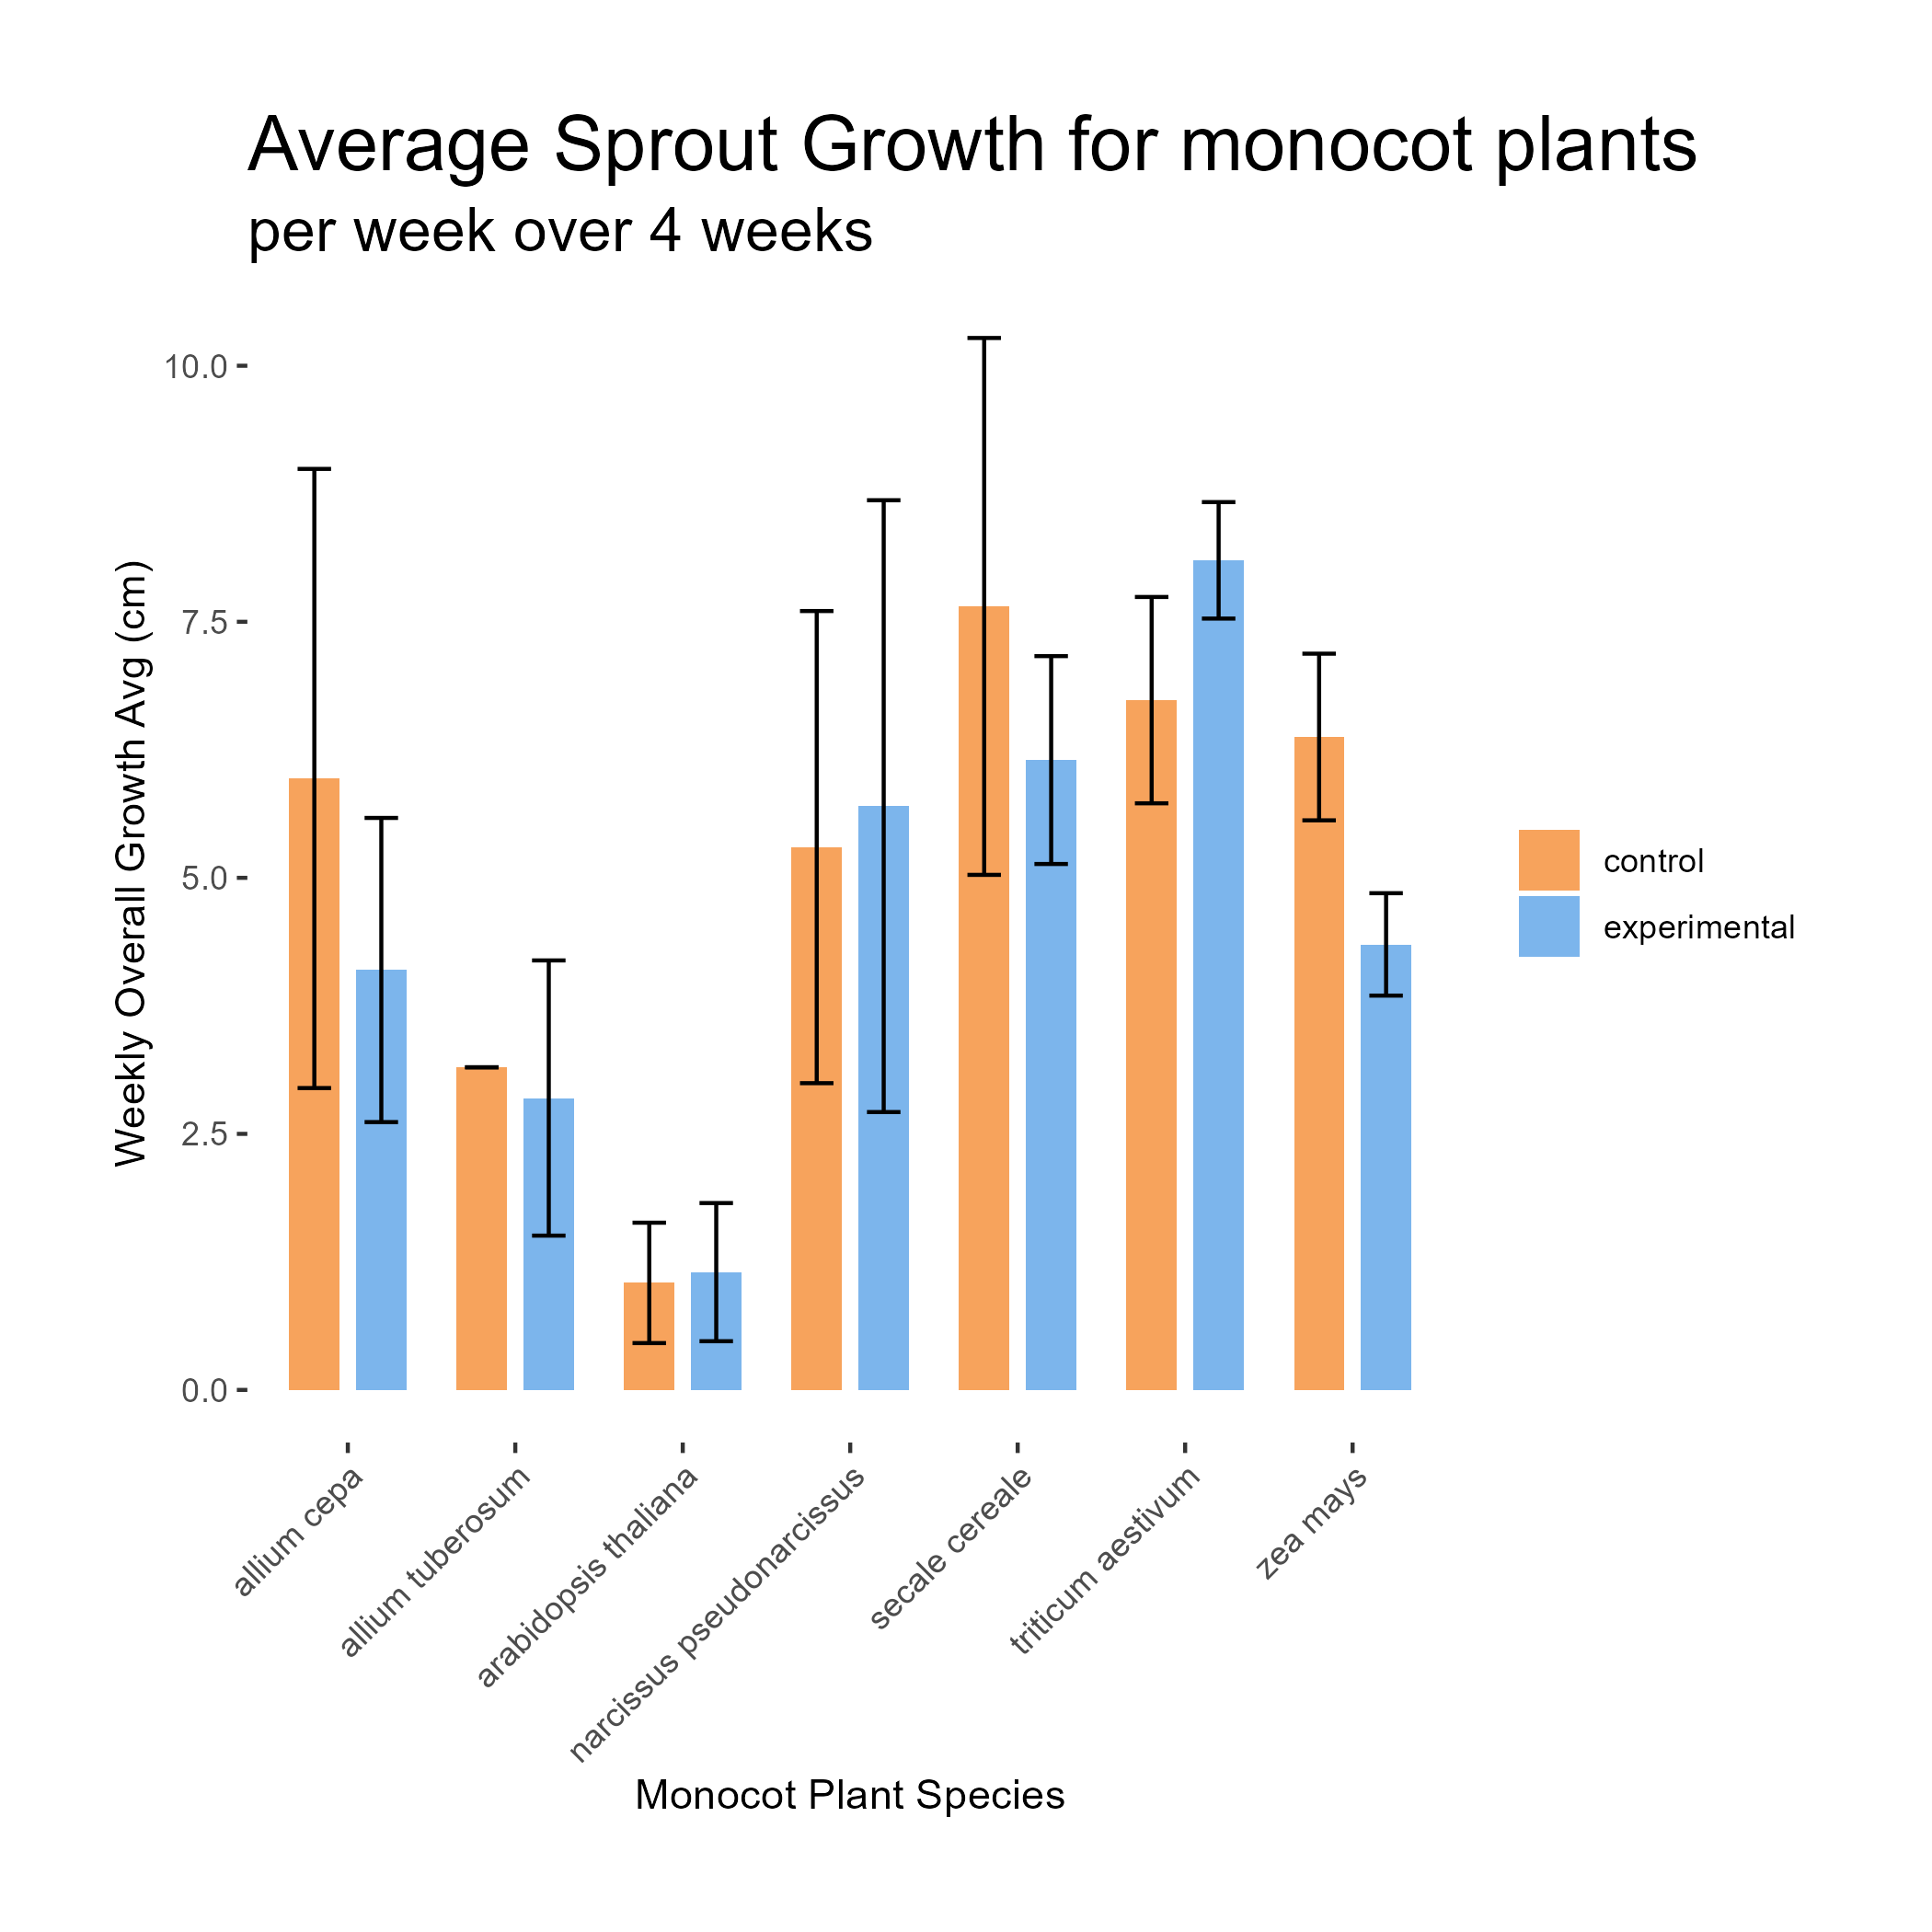 Average Sprout Growth for monocot plants
per week over 4 weeks
Weekly Overall Growth Avg (cm)
10.0
7.5
5.0
2.5
0.0
control
experimental
allium cepa
allium tuberosum
arabidopsis thaliana
narcissus pseudonarcissus
secale cereale
triticum aestivum
zea mays
Monocot Plant Species